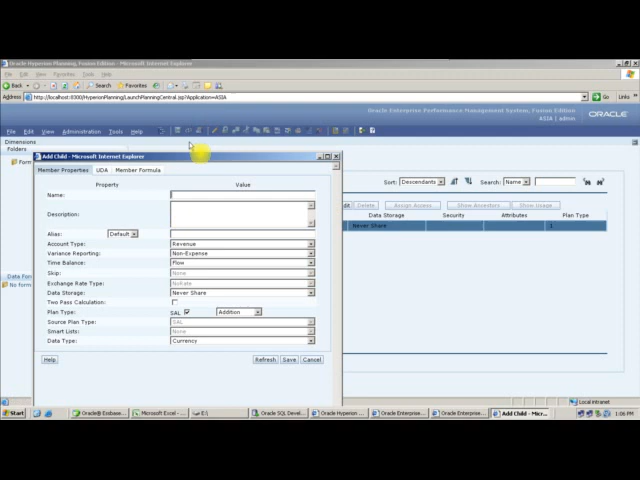 Oracle Hyperion Planning, Fusion Edition - Microsoft Internet Explorer
File Edit View Favorites Tools Help
Back Search Favorites
Address http://localhost:8300/HyperionPlanning/LaunchPlanningCentral.jsp?Application=ASIA Go Links »
Oracle Enterprise Performance Management System, Fusion Edition
ASIA | admin ORACLE
File Edit View Administration Tools Help
Dimensions
Folders
Form
Add Child - Microsoft Internet Explorer
Member Properties UDA Member Formula
Sort: Descendants Search: Name
Property Value
Name:
Edit Delete Assign Access Show Ancestors Show Usage
Description:
Data Storage Security Attributes Plan Type
Never Share 1
Alias: Default
Account Type: Revenue
Variance Reporting: Non-Expense
Time Balance: Flow
Skip: None
Data For
Exchange Rate Type: NoRate
No form
Data Storage: Never Share
Two Pass Calculation:
Plan Type: SAL Addition
Source Plan Type: SAL
Smart Lists: None
Data Type: Currency
Help Refresh Save Cancel
Local intranet
Start Oracle® Essbase... Microsoft Excel - ... E:\ Oracle SQL Devel... Oracle Hyperion ... Oracle Enterprise... Oracle Enterprise... Add Child - Micr... 1:06 PM